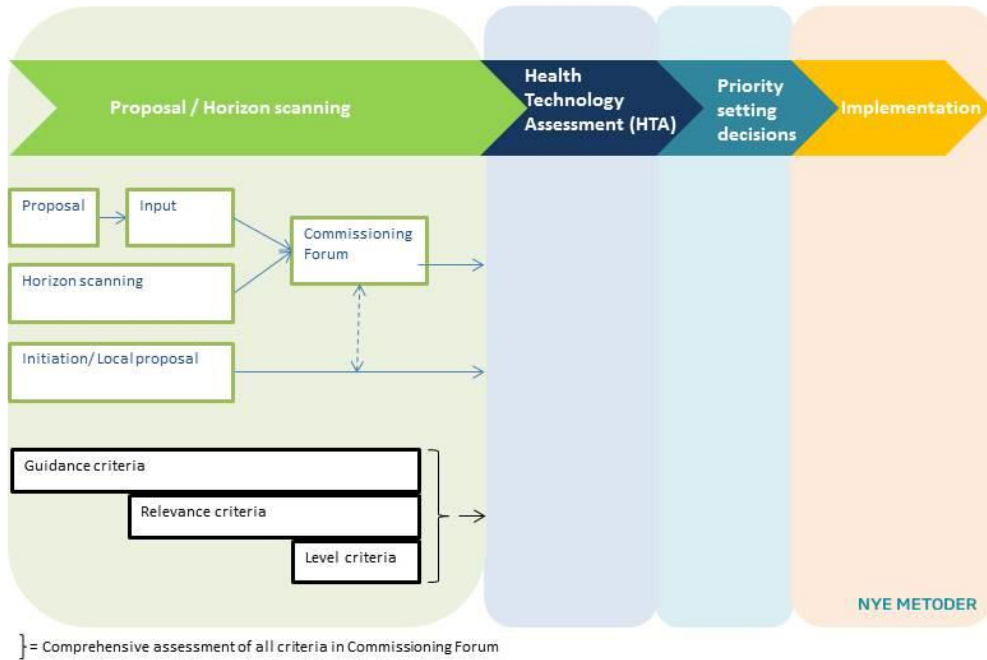 Proposal / Horizon scanning
Health
Technology
Assessment (HTA)
Priority
setting
decisions
Implementation
Proposal
Input
Commissioning
Forum
Horizon scanning
Initiation/ Local proposal
Guidance criteria
Relevance criteria
Level criteria
NYE METODER
}= Comprehensive assessment of all criteria in Commissioning Forum